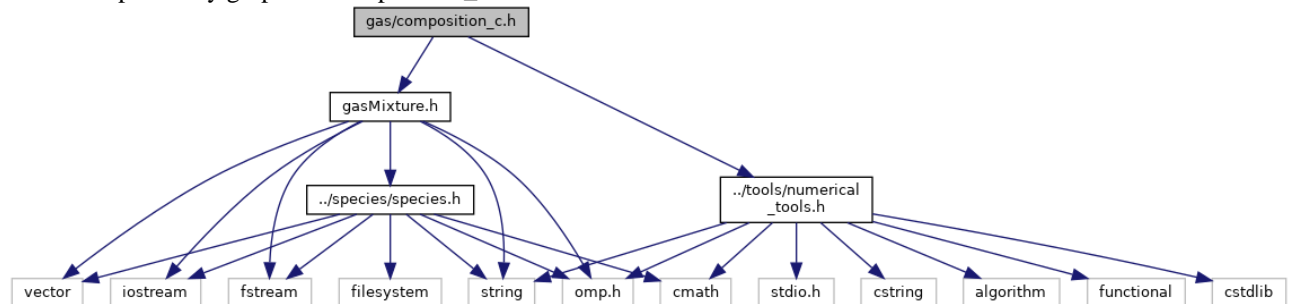 gas/composition_c.h
gasMixture.h
../species/species.h
../tools/numerical
_tools.h
vector
iostream
fstream
filesystem
string
omp.h
cmath
stdio.h
cstring
algorithm
functional
cstdlib